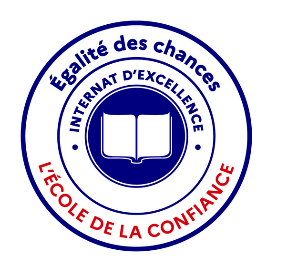 Égalité des chances
INTERNAT D'EXCELLENCE
L'ÉCOLE DE LA CONFIANCE